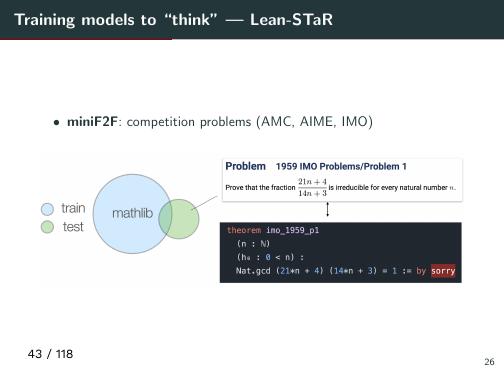 Training models to “think” — Lean-STaR
• miniF2F: competition problems (AMC, AIME, IMO)
train
test
mathlib
Problem 1959 IMO Problems/Problem 1
Prove that the fraction (21n + 4)/(14n + 3) is irreducible for every natural number n.
theorem imo_1959_p1
(n : ℕ)
(h₀ : 0 < n) :
Nat.gcd (21*n + 4) (14*n + 3) = 1 := by sorry
43 / 118
26